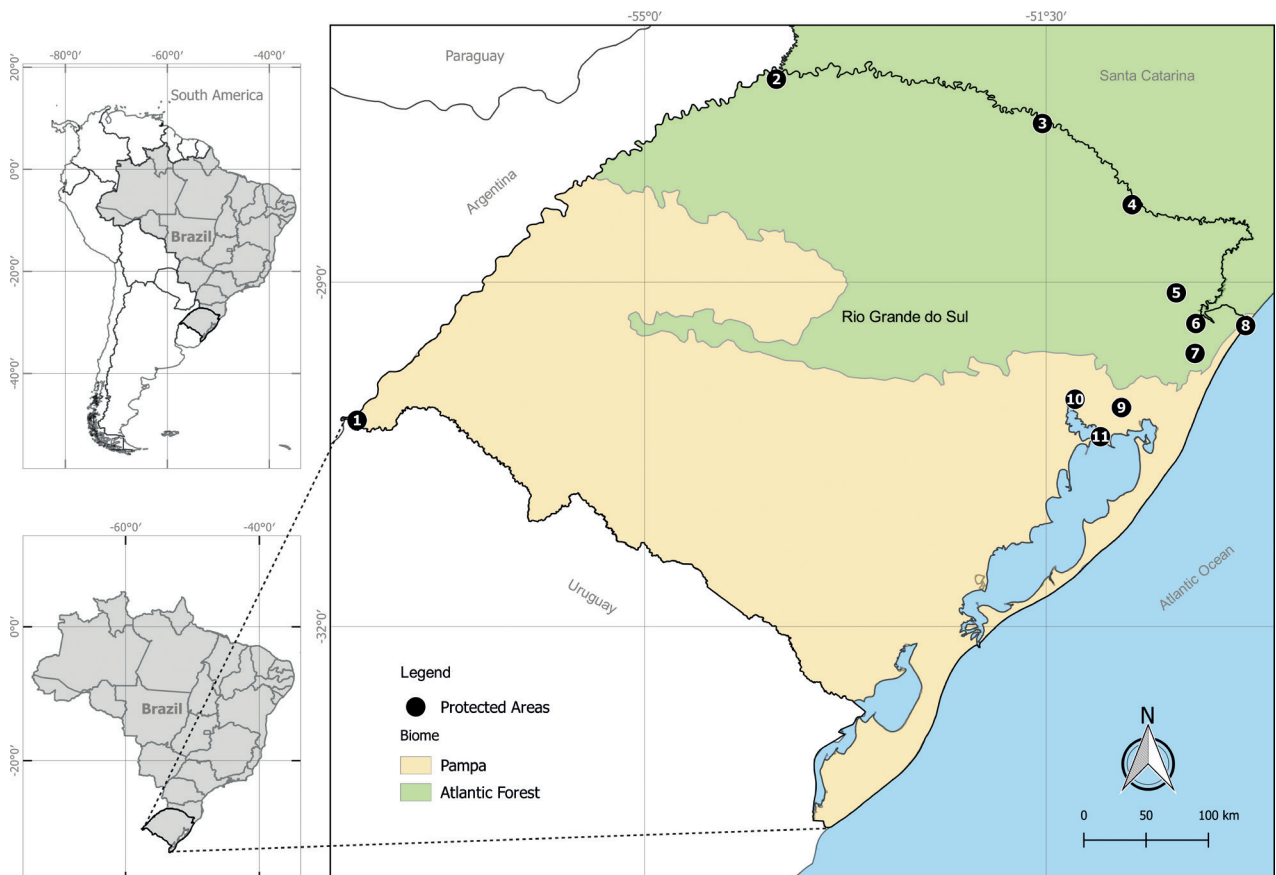 -80°0′ -60°0′ -40°0′
20°0′
South America
0°0′
Brazil
-20°0′
-40°0′
-60°0′ -40°0′
0°0′
Brazil
-20°0′
-55°0′ -51°30′
Paraguay
Santa Catarina
2
3
Argentina
4
-29°0′
5
Rio Grande do Sul
6
8
7
10
9
1
11
Atlantic Ocean
Uruguay
-32°0′
Legend
Protected Areas
Biome
Pampa
Atlantic Forest
N
0 50 100 km